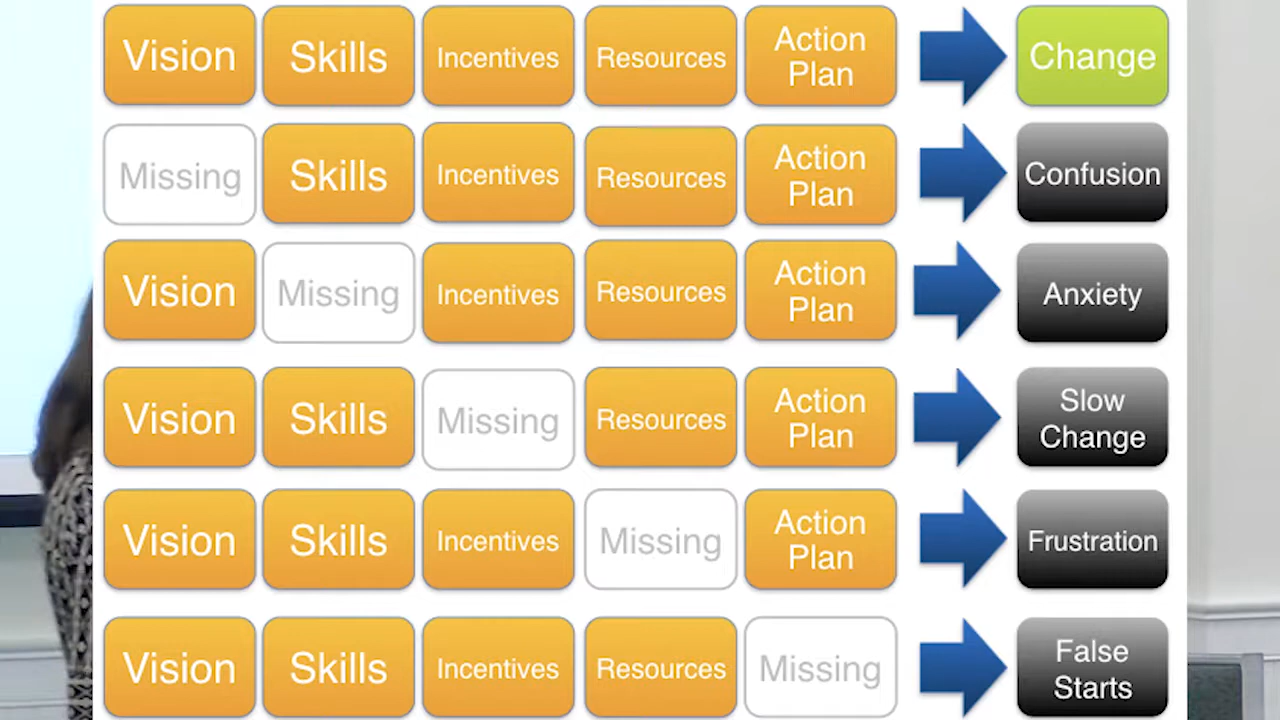 Vision Skills Incentives Resources Action Plan Change
Missing Skills Incentives Resources Action Plan Confusion
Vision Missing Incentives Resources Action Plan Anxiety
Vision Skills Missing Resources Action Plan Slow Change
Vision Skills Incentives Missing Action Plan Frustration
Vision Skills Incentives Resources Missing False Starts